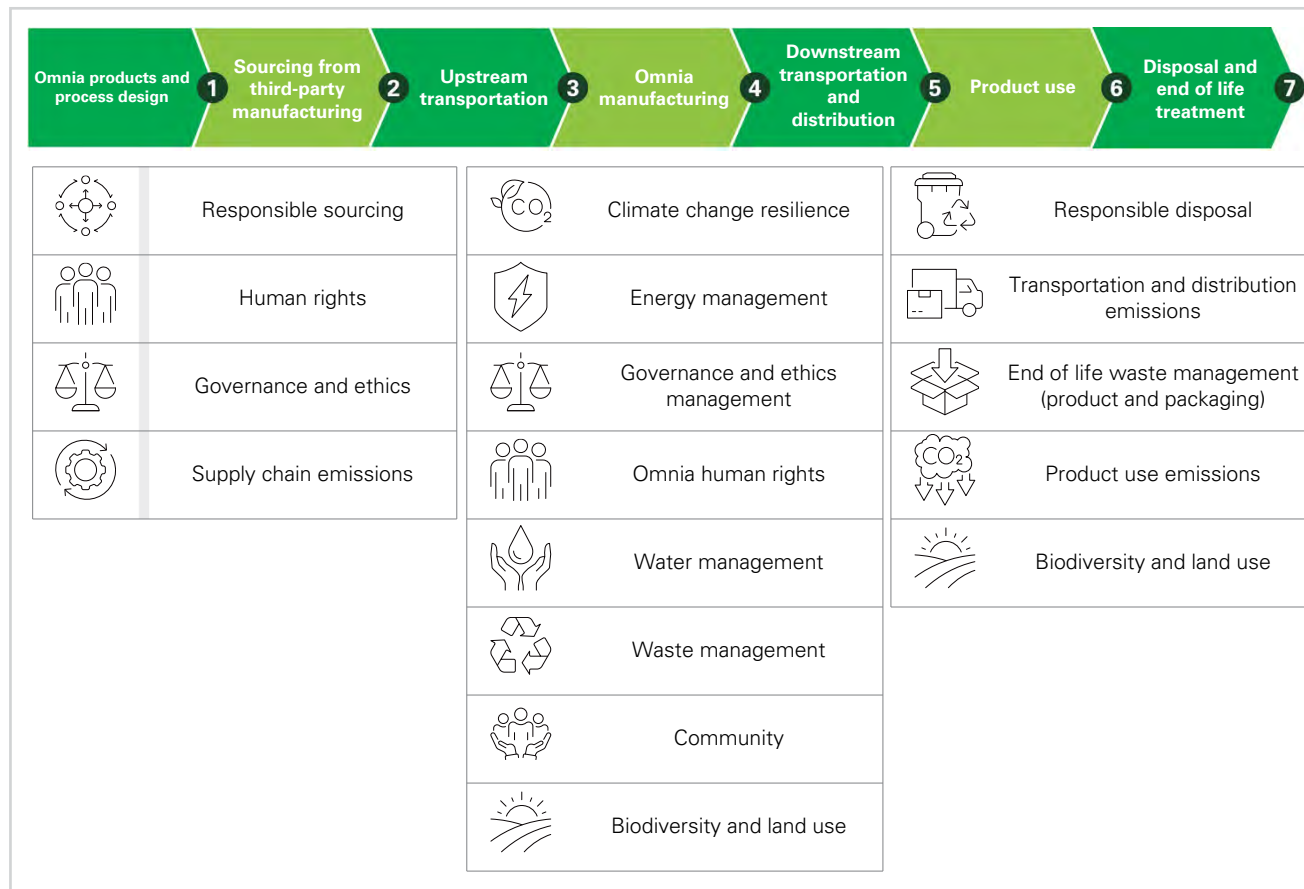 Omnia products and
process design
1
Sourcing from
third-party
manufacturing
2
Upstream
transportation
3
Omnia
manufacturing
4
Downstream
transportation
and
distribution
5
Product use
6
Disposal and
end of life
treatment
7
Responsible sourcing
Human rights
Governance and ethics
Supply chain emissions
CO2
Climate change resilience
Energy management
Governance and ethics
management
Omnia human rights
Water management
Waste management
Community
Biodiversity and land use
Responsible disposal
Transportation and distribution
emissions
End of life waste management
(product and packaging)
CO2
Product use emissions
Biodiversity and land use